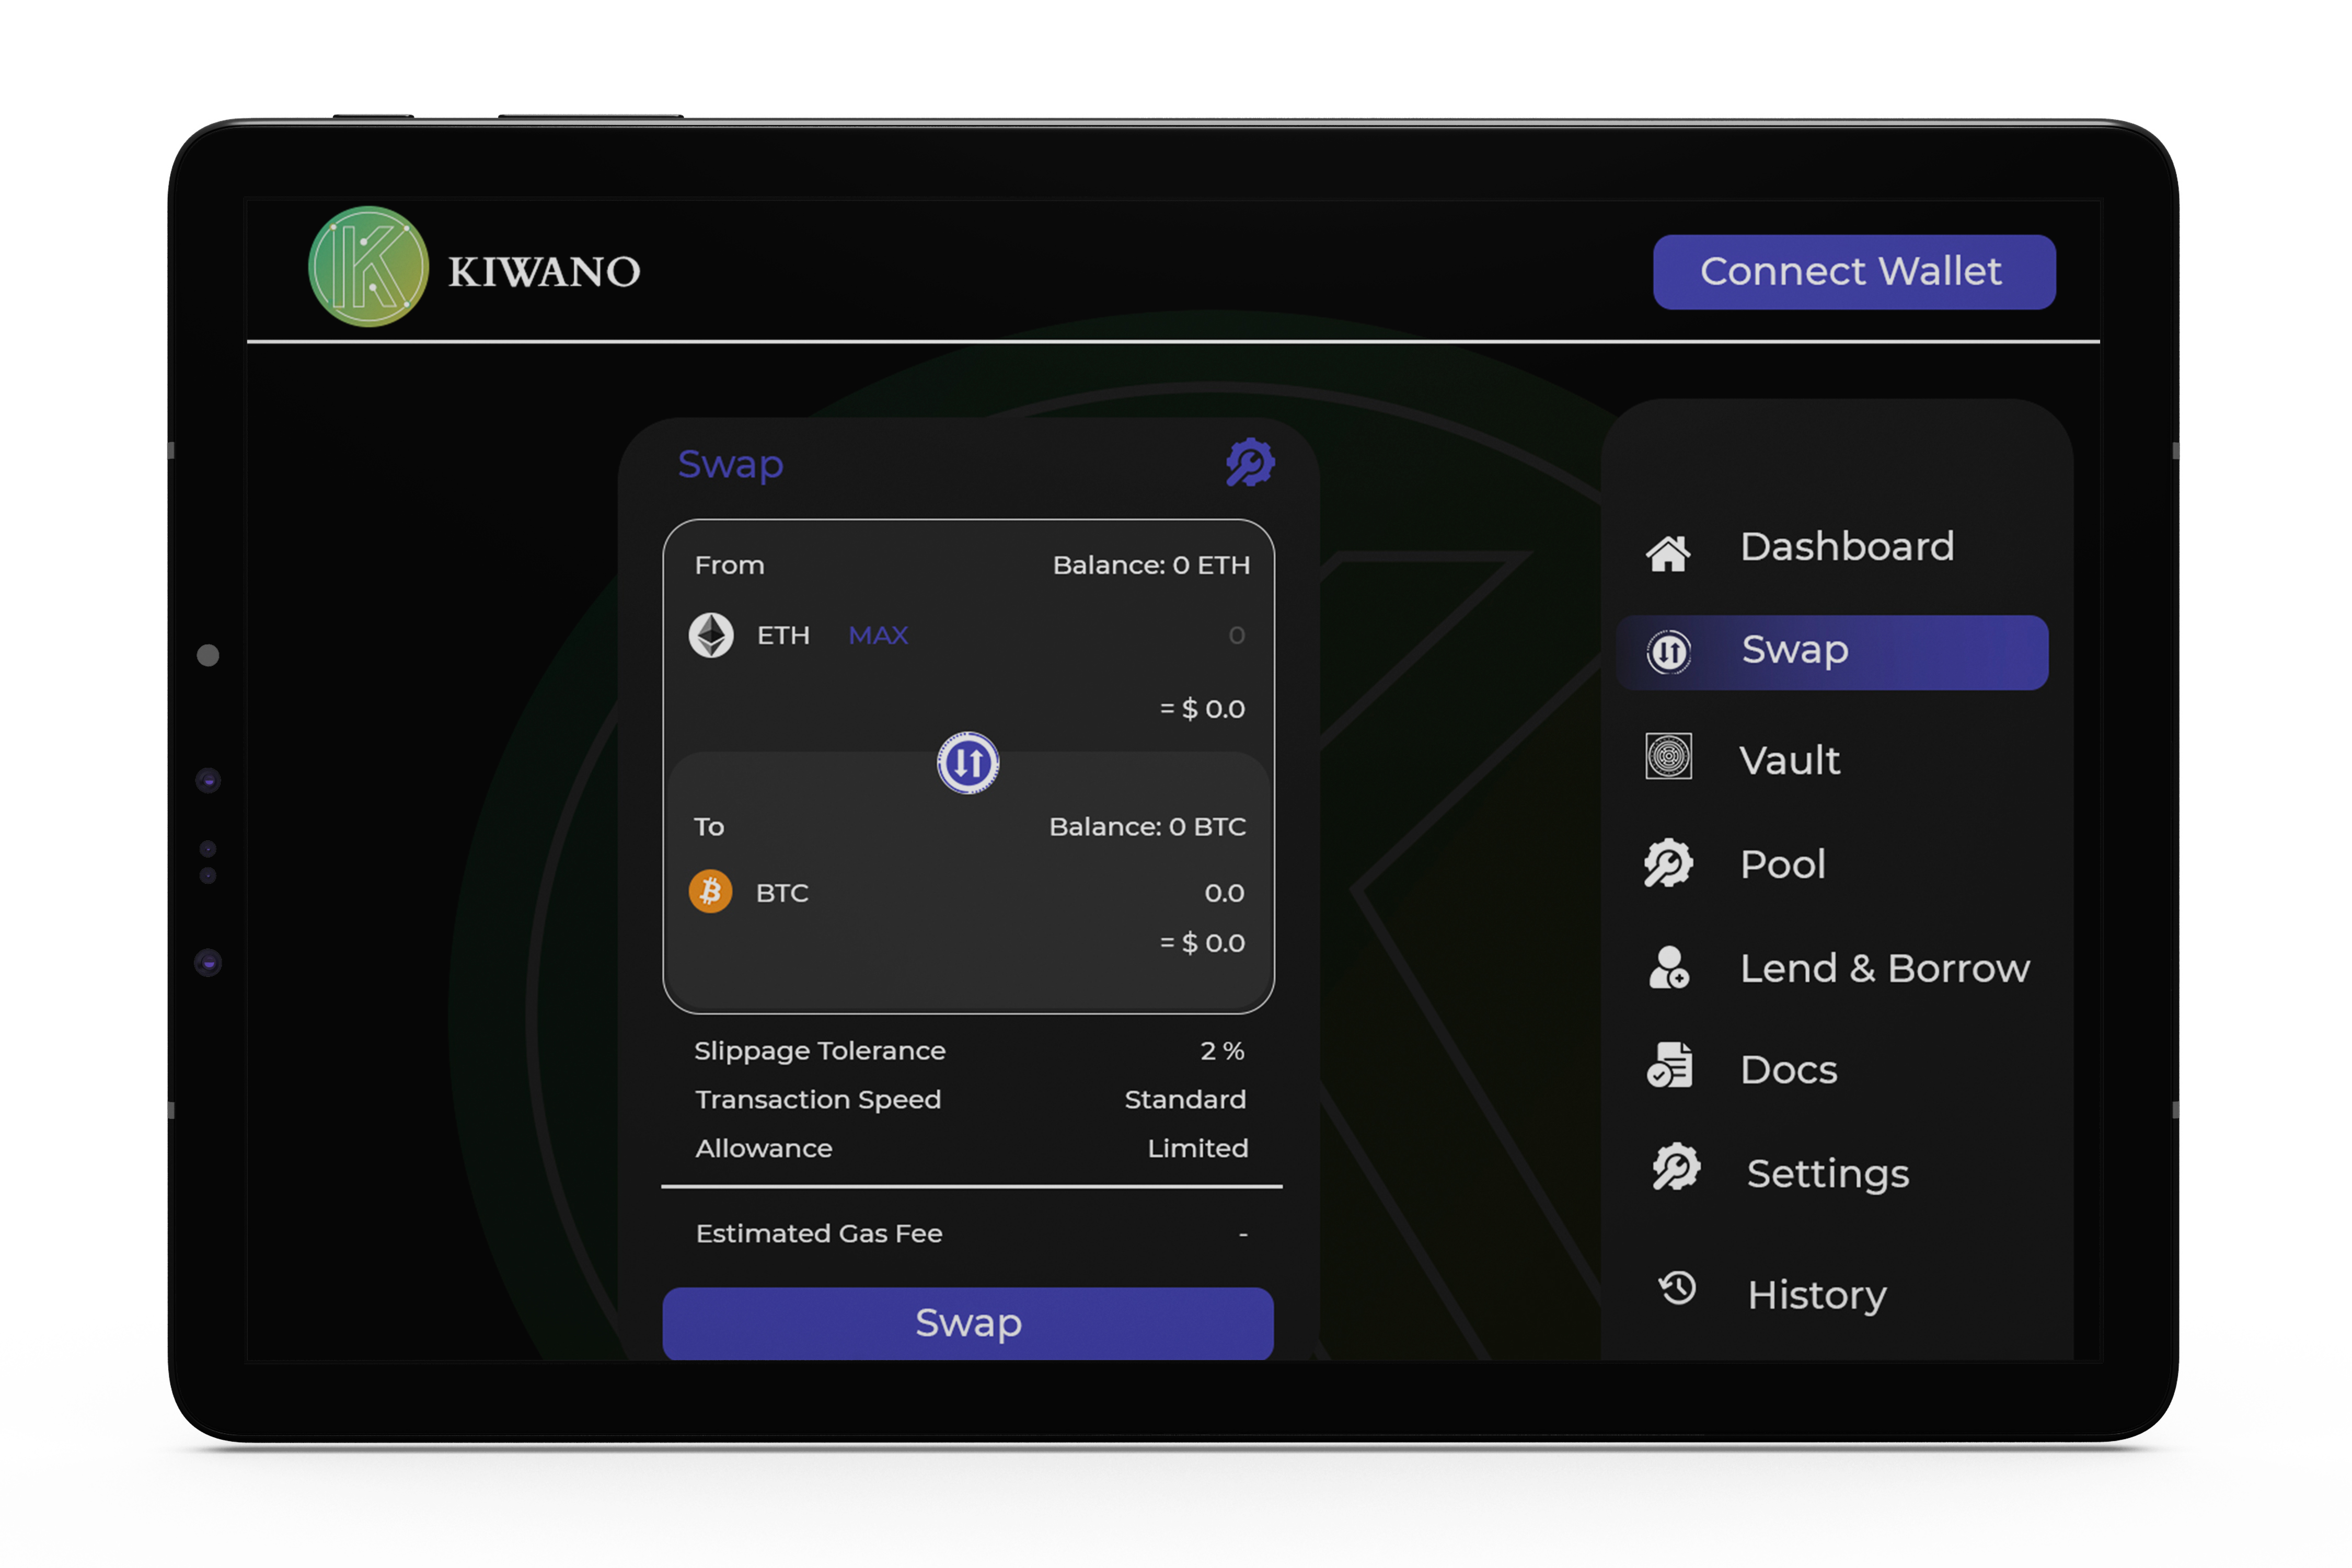 KIWANO
Connect Wallet
Swap
From Balance: 0 ETH
ETH MAX 0
= $ 0.0
To Balance: 0 BTC
BTC 0.0
= $ 0.0
Slippage Tolerance 2 %
Transaction Speed Standard
Allowance Limited
Estimated Gas Fee -
Swap
Dashboard
Swap
Vault
Pool
Lend & Borrow
Docs
Settings
History